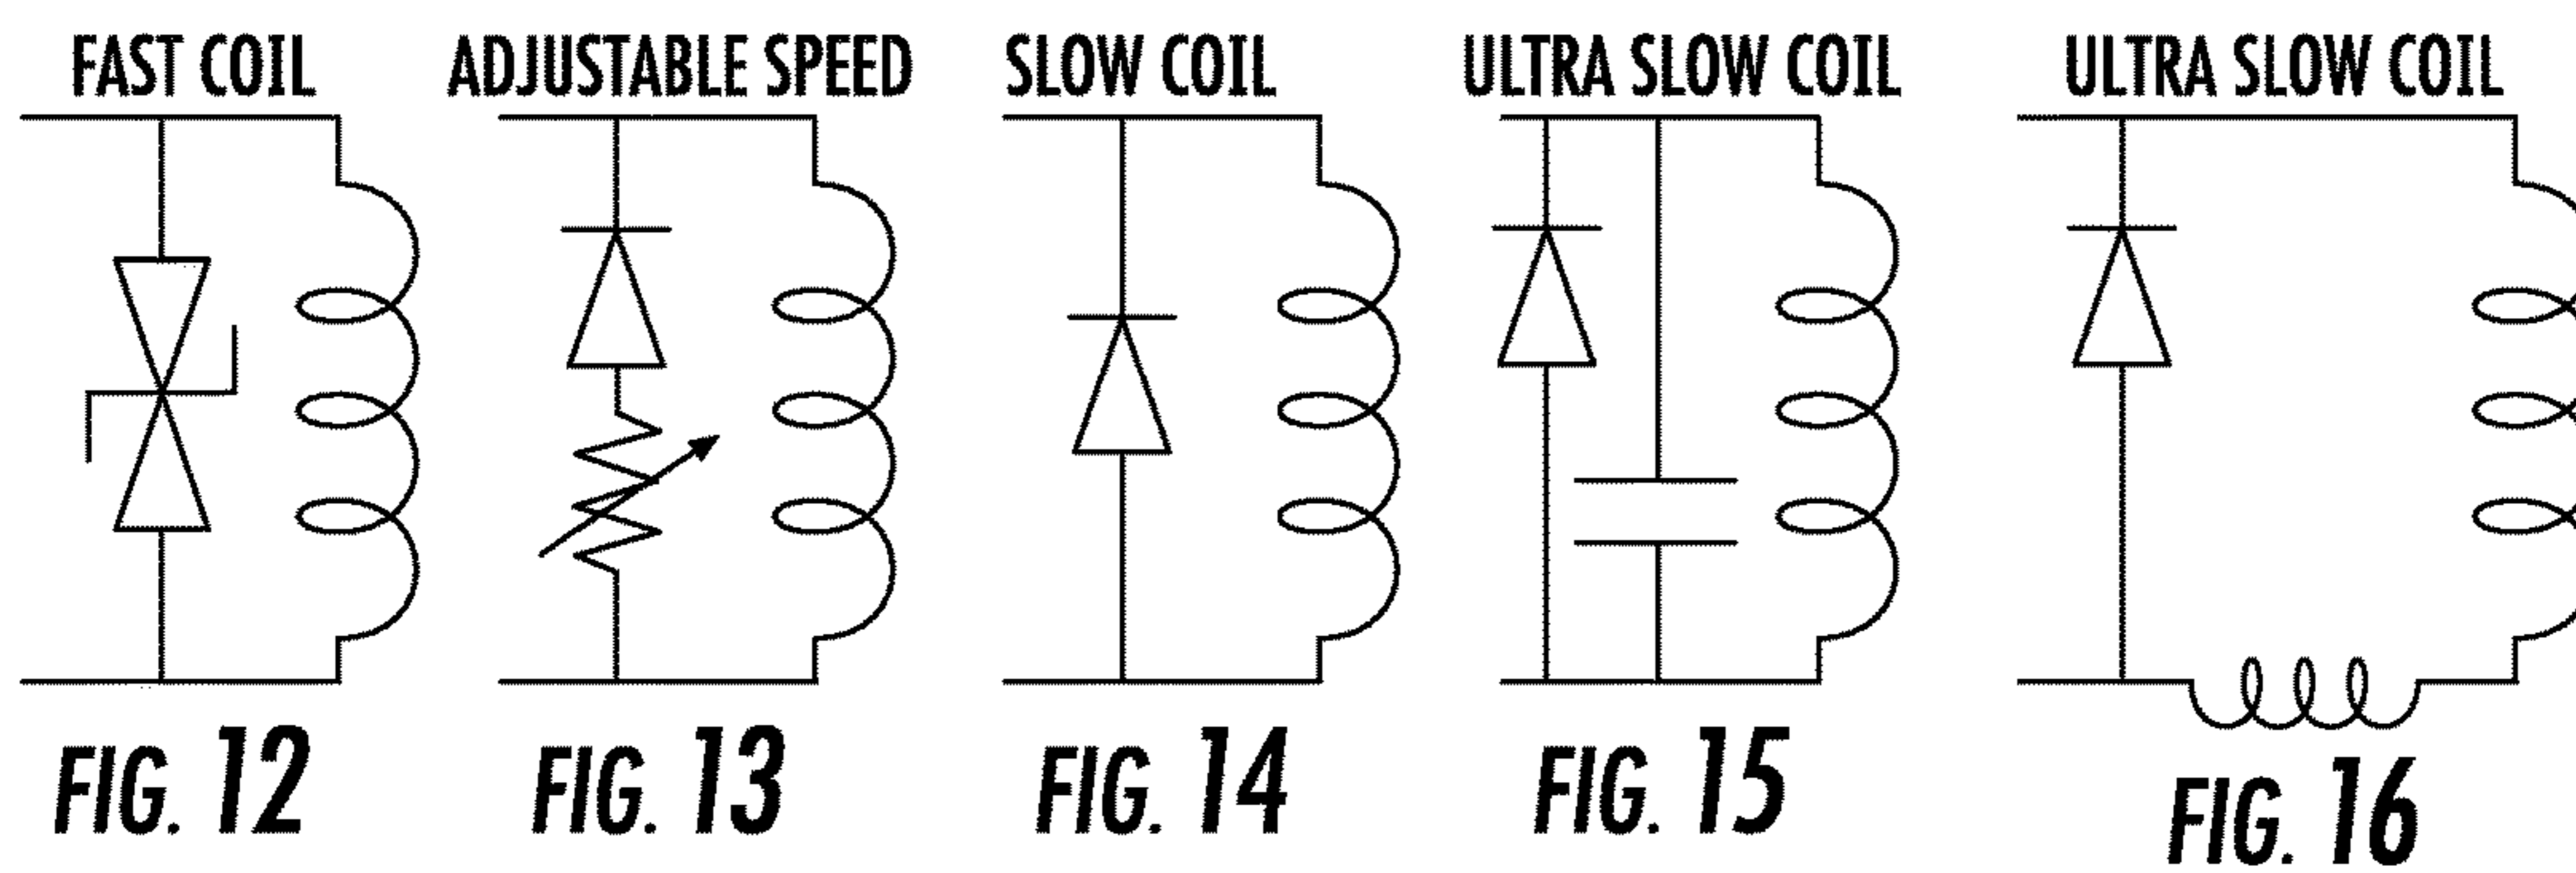 FAST COIL
ADJUSTABLE SPEED
SLOW COIL
ULTRA SLOW COIL
ULTRA SLOW COIL
FIG. 12
FIG. 13
FIG. 14
FIG. 15
FIG. 16